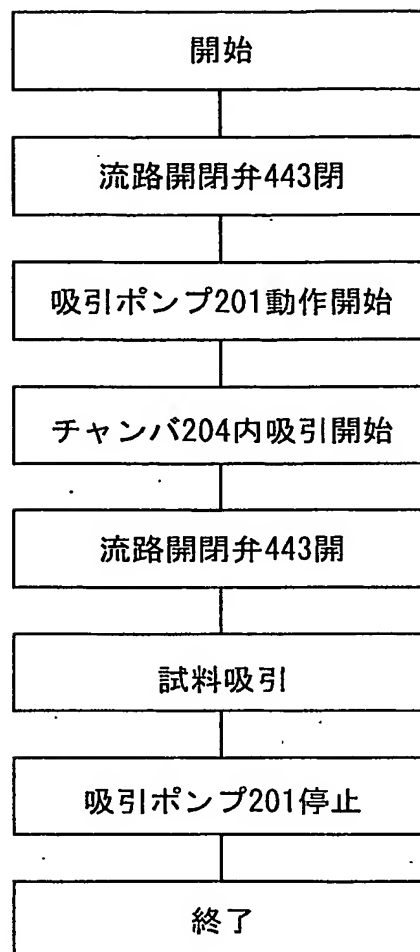 開始
流路開閉弁443閉
吸引ポンプ201動作開始
チャンバ204内吸引開始
流路開閉弁443開
試料吸引
吸引ポンプ201停止
終了